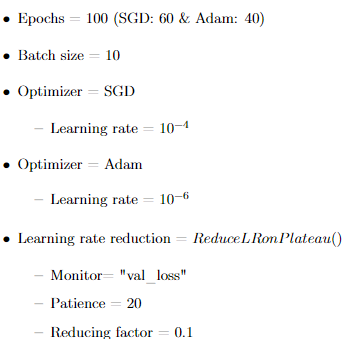 • Epochs = 100 (SGD: 60 & Adam: 40)
• Batch size = 10
• Optimizer = SGD
– Learning rate = 10⁻⁴
• Optimizer = Adam
– Learning rate = 10⁻⁶
• Learning rate reduction = ReduceLRonPlateau()
– Monitor= "val_loss"
– Patience = 20
– Reducing factor = 0.1